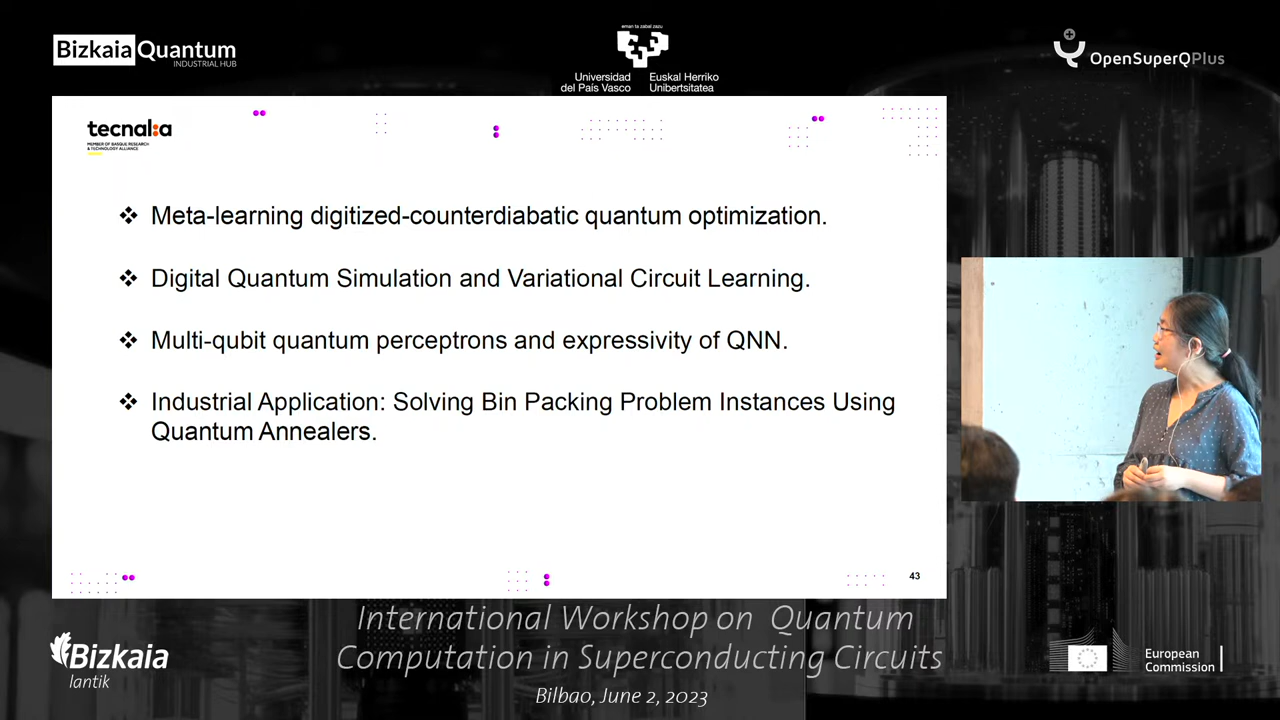 Bizkaia Quantum
INDUSTRIAL HUB
eman ta zabal zazu
Universidad
del País Vasco
Euskal Herriko
Unibertsitatea
OpenSuperQPlus
tecnal:a
MEMBER OF BASQUE RESEARCH
& TECHNOLOGY ALLIANCE
❖ Meta-learning digitized-counterdiabatic quantum optimization.
❖ Digital Quantum Simulation and Variational Circuit Learning.
❖ Multi-qubit quantum perceptrons and expressivity of QNN.
❖ Industrial Application: Solving Bin Packing Problem Instances Using
Quantum Annealers.
43
International Workshop on Quantum
Computation in Superconducting Circuits
Bilbao, June 2, 2023
Bizkaia
lantik
European
Commission